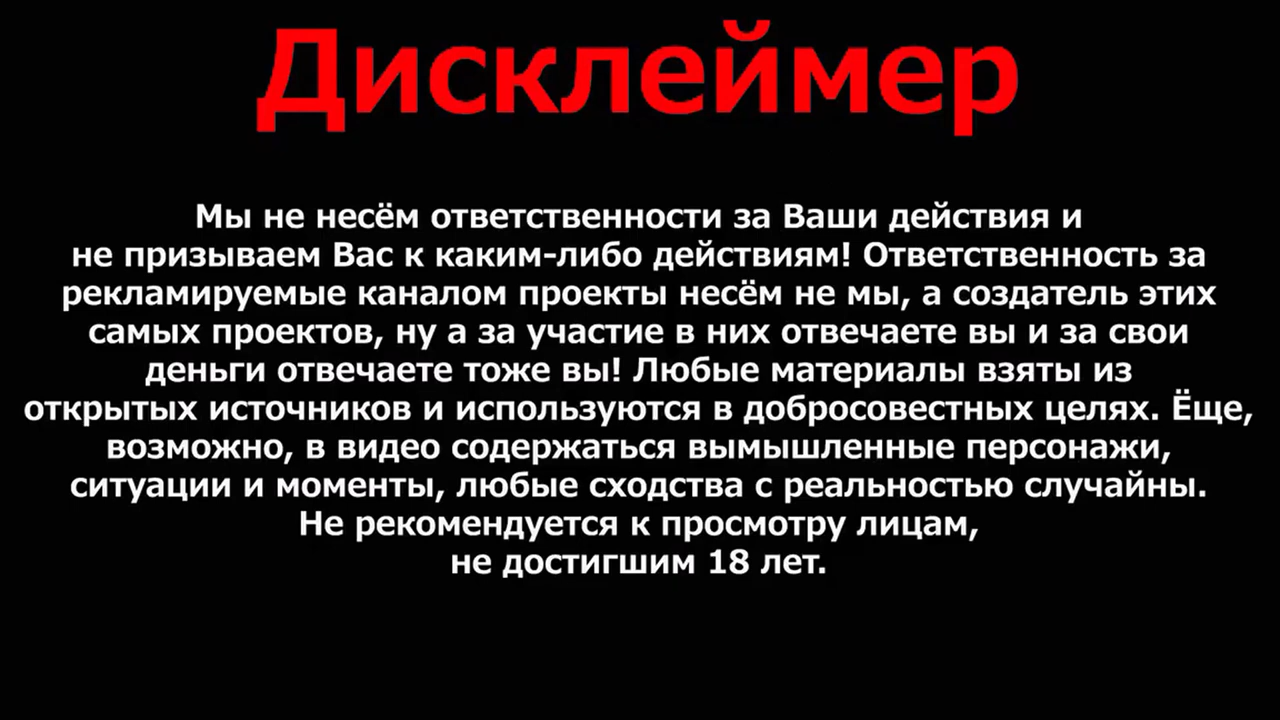 Дисклеймер
Мы не несём ответственности за Ваши действия и
не призываем Вас к каким-либо действиям! Ответственность за
рекламируемые каналом проекты несём не мы, а создатель этих
самых проектов, ну а за участие в них отвечаете вы и за свои
деньги отвечаете тоже вы! Любые материалы взяты из
открытых источников и используются в добросовестных целях. Ёще,
возможно, в видео содержаться вымышленные персонажи,
ситуации и моменты, любые сходства с реальностью случайны.
Не рекомендуется к просмотру лицам,
не достигшим 18 лет.